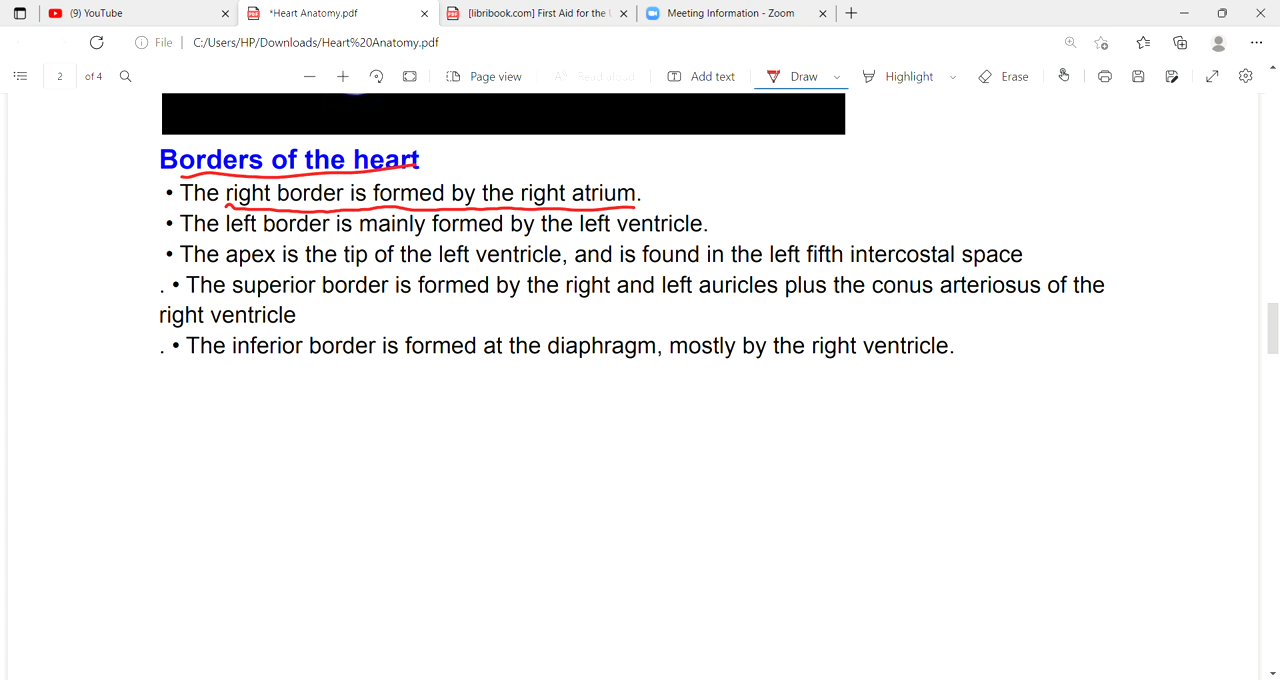 (9) YouTube
*Heart Anatomy.pdf
[libribook.com] First Aid for the
Meeting Information - Zoom
File
C:/Users/HP/Downloads/Heart%20Anatomy.pdf
2 of 4
Page view
Read aloud
Add text
Draw
Highlight
Erase
Borders of the heart
• The right border is formed by the right atrium.
• The left border is mainly formed by the left ventricle.
• The apex is the tip of the left ventricle, and is found in the left fifth intercostal space
. • The superior border is formed by the right and left auricles plus the conus arteriosus of the
right ventricle
. • The inferior border is formed at the diaphragm, mostly by the right ventricle.